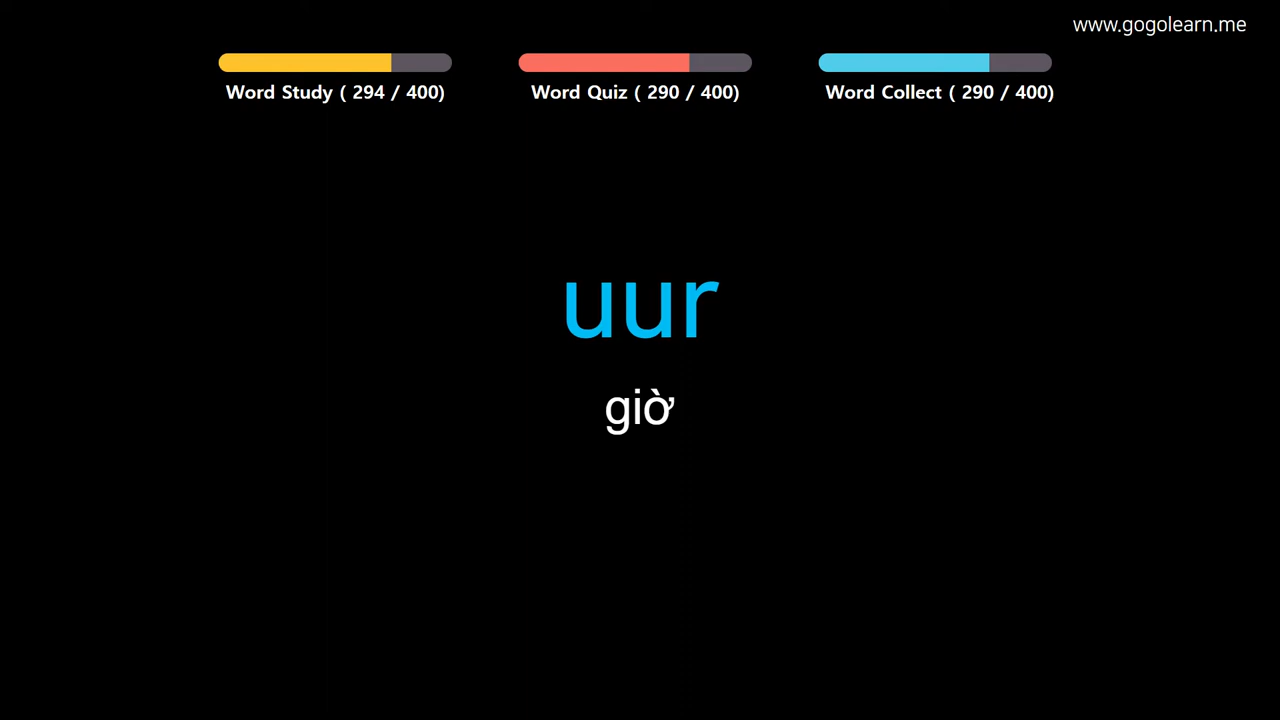 www.gogolearn.me
Word Study ( 294 / 400)
Word Quiz ( 290 / 400)
Word Collect ( 290 / 400)
uur
giờ